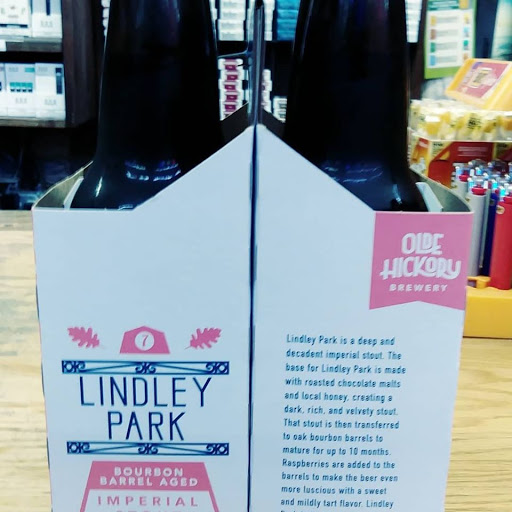 7
LINDLEY
PARK
BOURBON
BARREL AGED
IMPERIAL
OLDE
HICKORY
BREWERY
Lindley Park is a deep and
decadent imperial stout. The
base for Lindley Park is made
with roasted chocolate malts
and local honey, creating a
dark, rich, and velvety stout.
That stout is then transferred
to oak bourbon barrels to
mature for up to 10 months.
Raspberries are added to the
barrels to make the beer even
more luscious with a sweet
and mildly tart flavor. Lindley